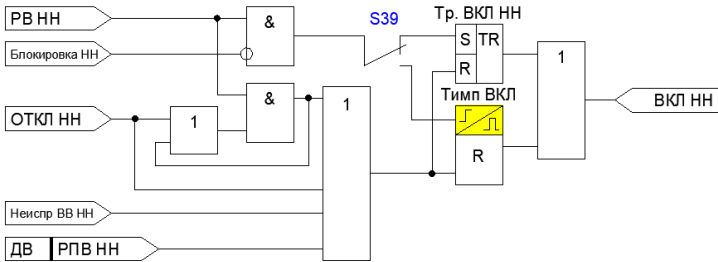 РВ НН
&
S39
Тр. ВКЛ НН
Блокировка НН
S TR
R
1
&
Тимп ВКЛ
ОТКЛ НН
1
1
ВКЛ НН
R
Неиспр ВВ НН
ДВ РПВ НН